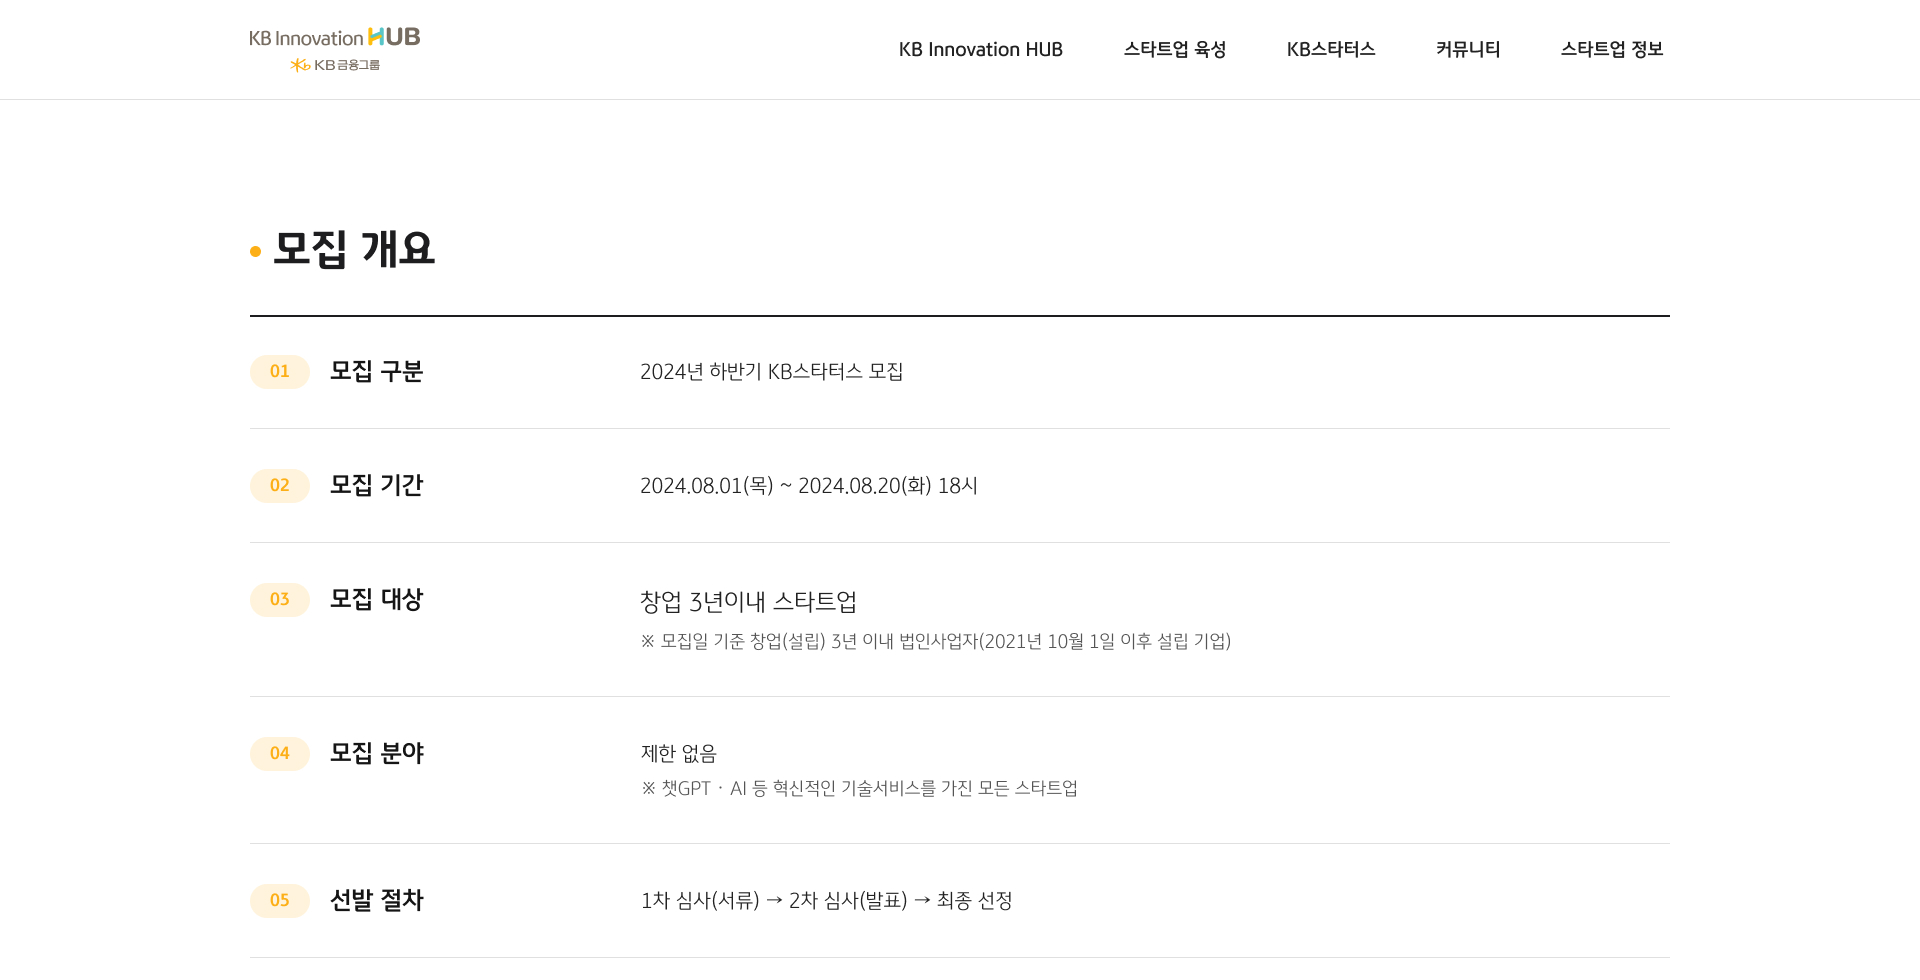 KB Innovation HUB
KB 금융그룹
KB Innovation HUB
스타트업 육성
KB스타터스
커뮤니티
스타트업 정보
모집 개요
01 모집 구분 2024년 하반기 KB스타터스 모집
02 모집 기간 2024.08.01(목) ~ 2024.08.20(화) 18시
03 모집 대상 창업 3년이내 스타트업
※ 모집일 기준 창업(설립) 3년 이내 법인사업자(2021년 10월 1일 이후 설립 기업)
04 모집 분야 제한 없음
※ 챗GPT · AI 등 혁신적인 기술서비스를 가진 모든 스타트업
05 선발 절차 1차 심사(서류) → 2차 심사(발표) → 최종 선정